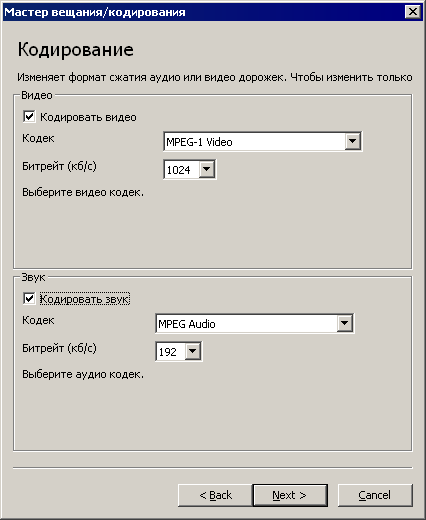 Мастер вещания/кодирования
Кодирование
Изменяет формат сжатия аудио или видео дорожек. Чтобы изменить только
Видео
Кодировать видео
Кодек
MPEG-1 Video
Битрейт (кб/с)
1024
Выберите видео кодек.
Звук
Кодировать звук
Кодек
MPEG Audio
Битрейт (кб/с)
192
Выберите аудио кодек.
< Back
Next >
Cancel